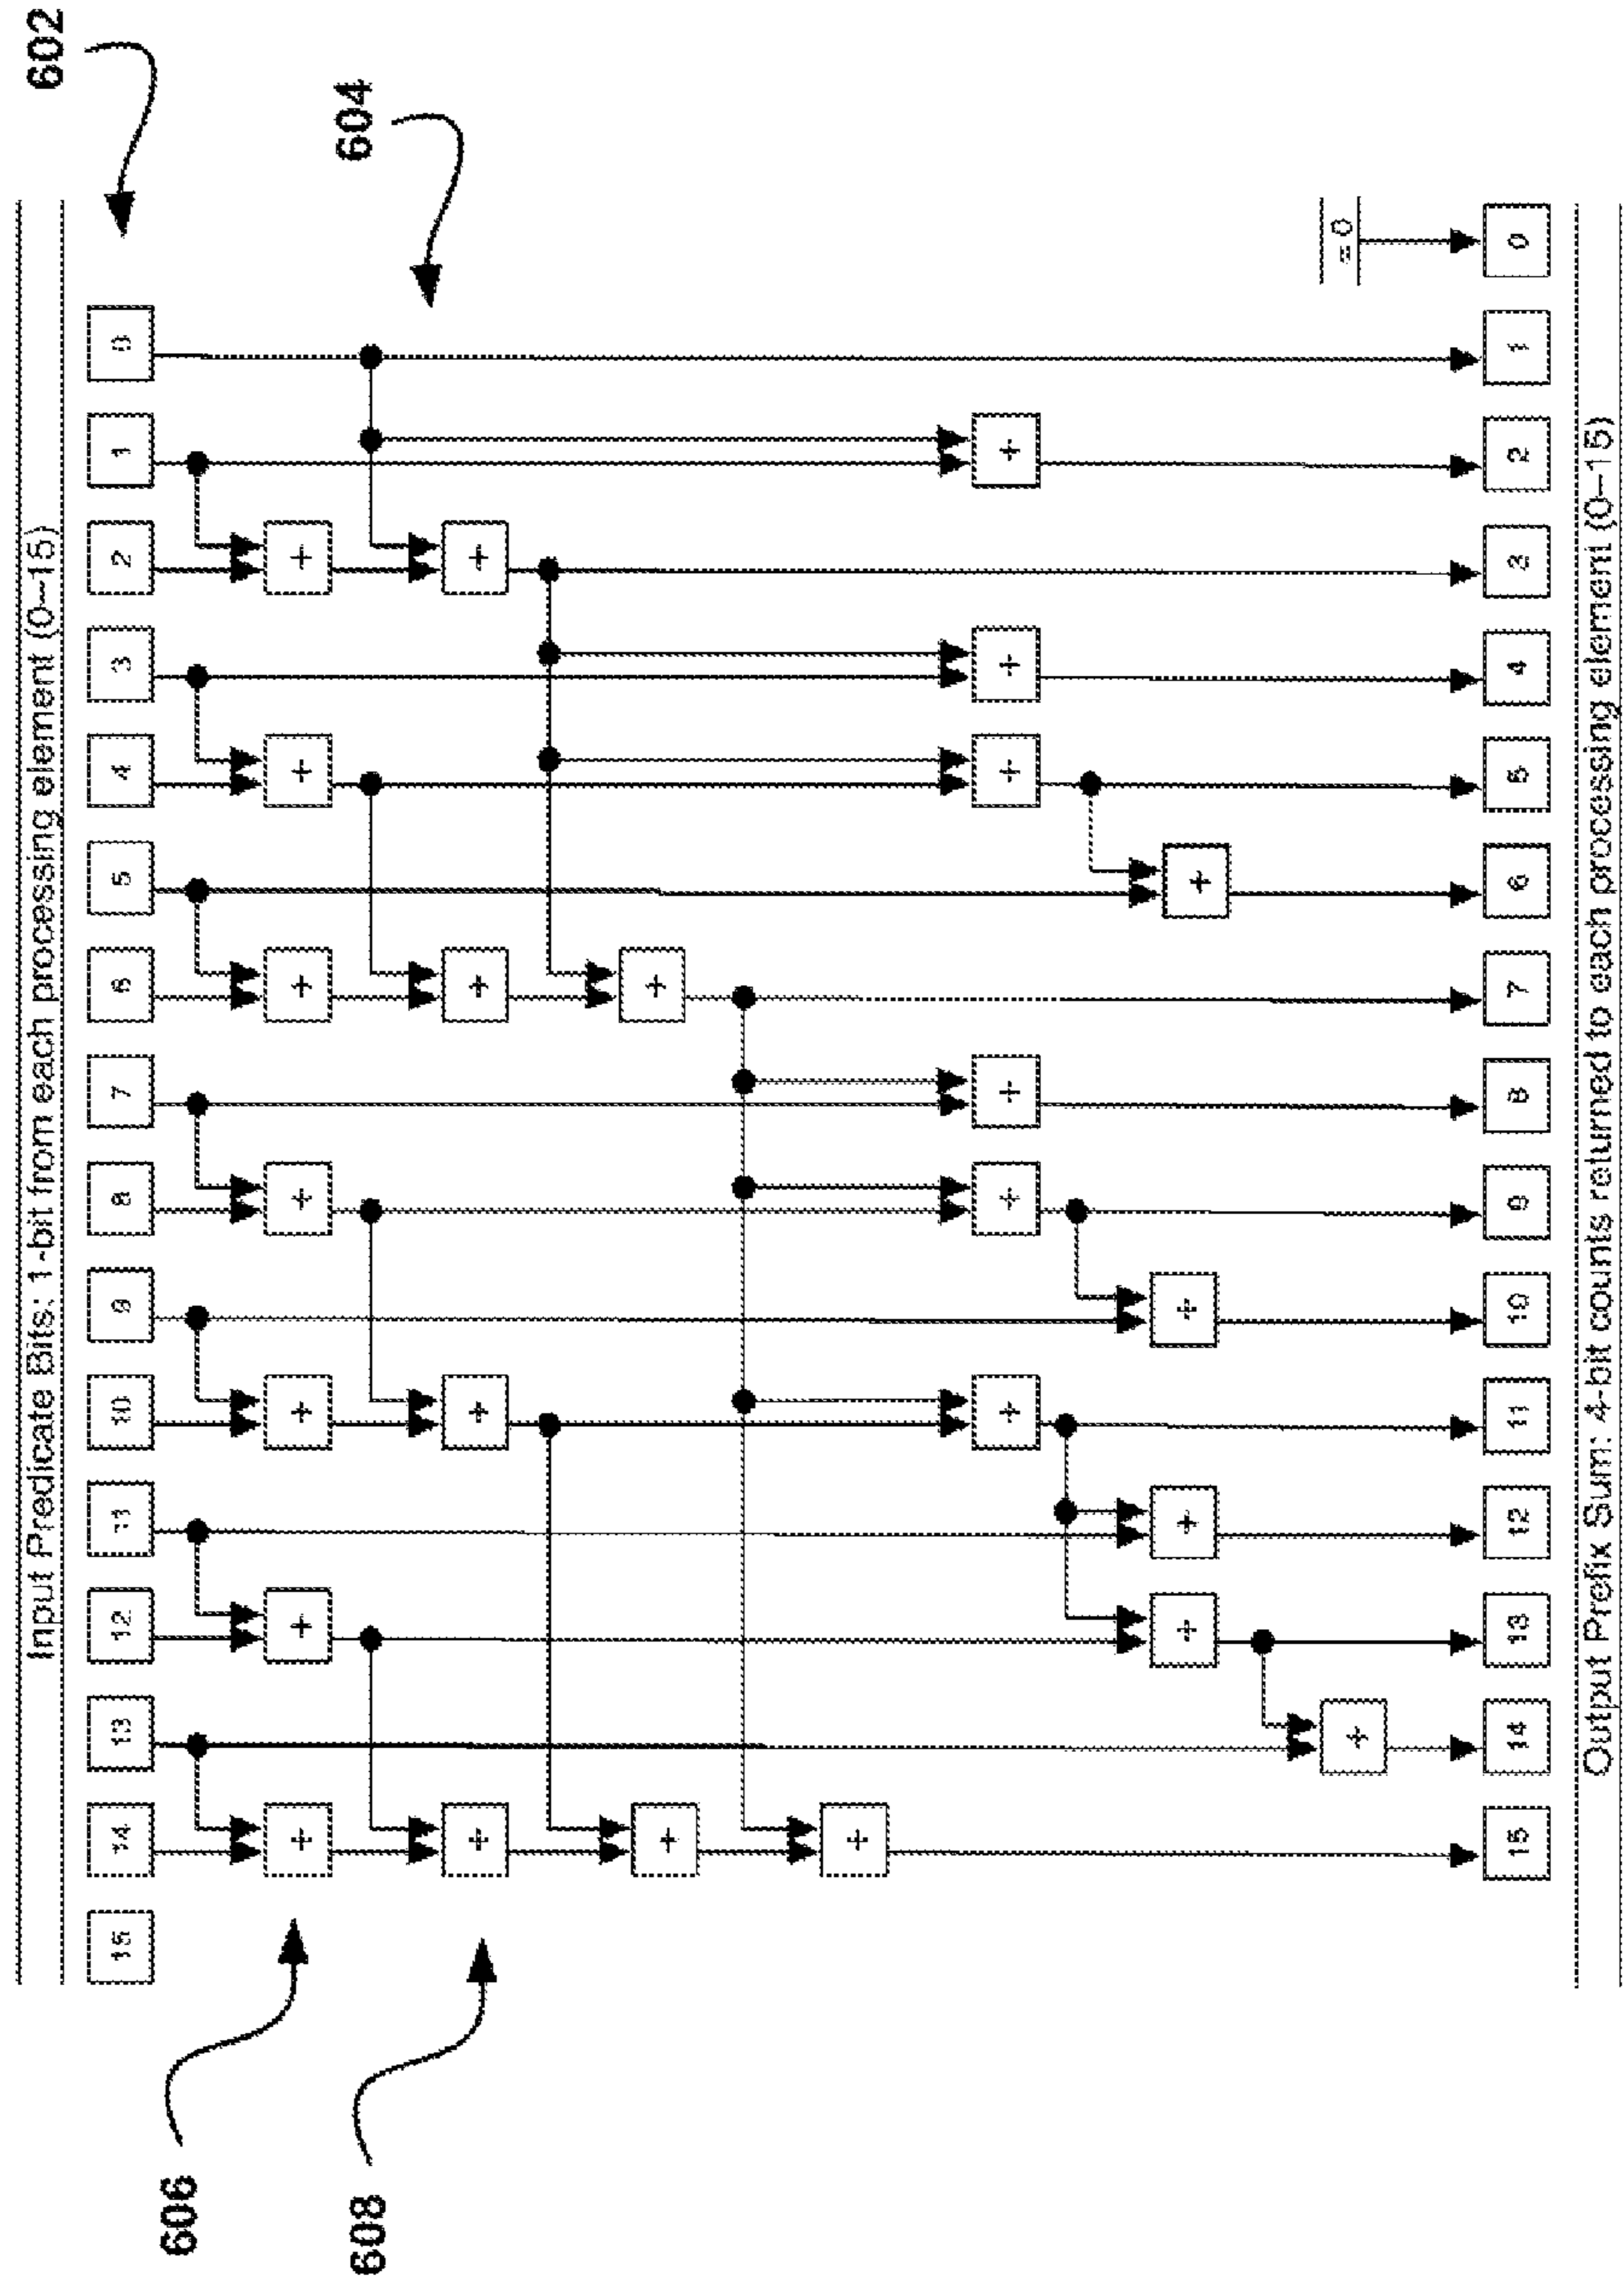 602
604
Input Predicate Bits: 1-bit from each processing element (0–15)
15 14 13 12 11 10 9 8 7 6 5 4 3 2 1 0
+ + + + + + +
606
+ + + +
608
+ +
+
+ + + + + +
+ + + + 
+
=0
15 14 13 12 11 10 9 8 7 6 5 4 3 2 1 0
Output Prefix Sum: 4-bit counts returned to each processing element (0–15)